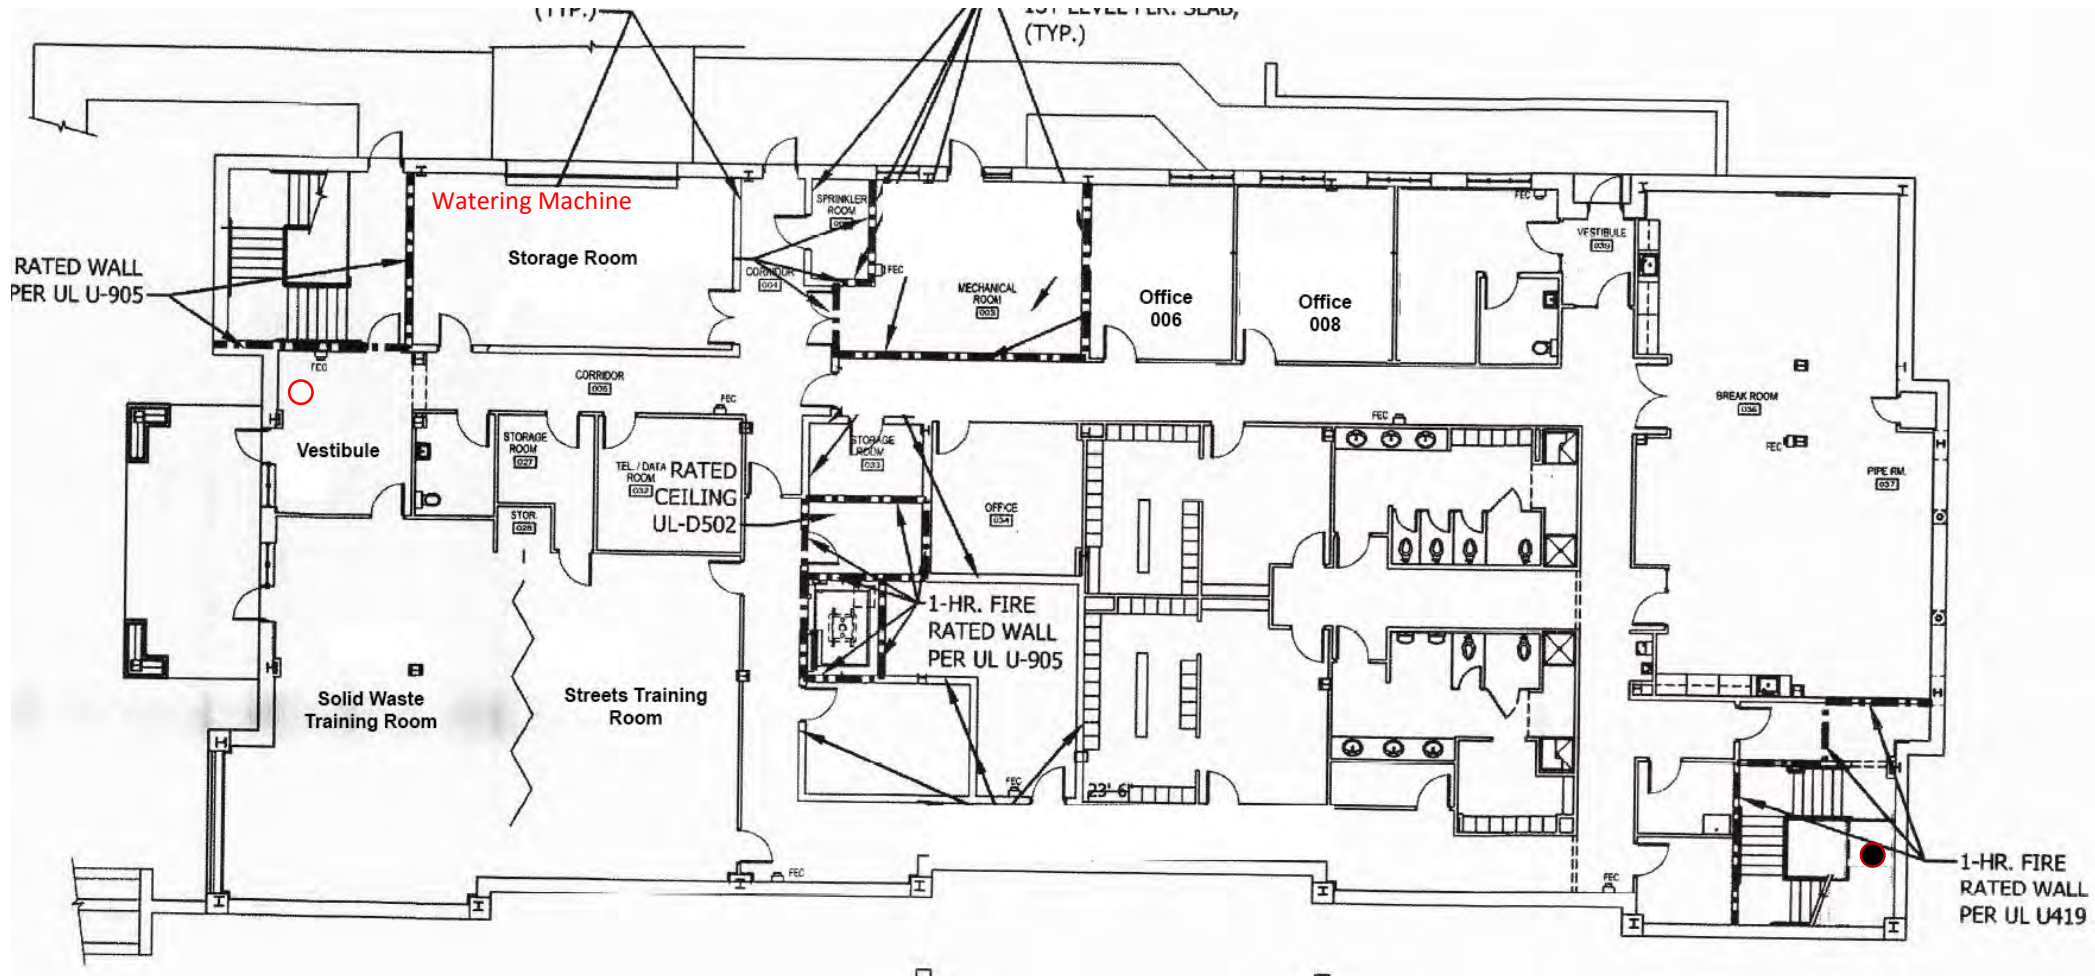 (TYP.)
1ST LEVEL FLR. SLAB,
(TYP.)
Watering Machine
Storage Room
SPRINKLER
ROOM
CORRIDOR
004
FEC
MECHANICAL
ROOM
Office
006
Office
008
FEC
VESTIBULE
039
RATED WALL
PER UL U-905
FEC
CORRIDOR
FEC
FEC
BREAK ROOM
036
FEC
PIPE RM.
037
Vestibule
STORAGE
ROOM
027
STOR.
028
TEL. / DATA
ROOM
032
RATED
CEILING
UL-D502
STORAGE
ROOM
033
OFFICE
034
1-HR. FIRE
RATED WALL
PER UL U-905
Solid Waste
Training Room
Streets Training
Room
FEC
23'-6"
FEC
FEC
1-HR. FIRE
RATED WALL
PER UL U419